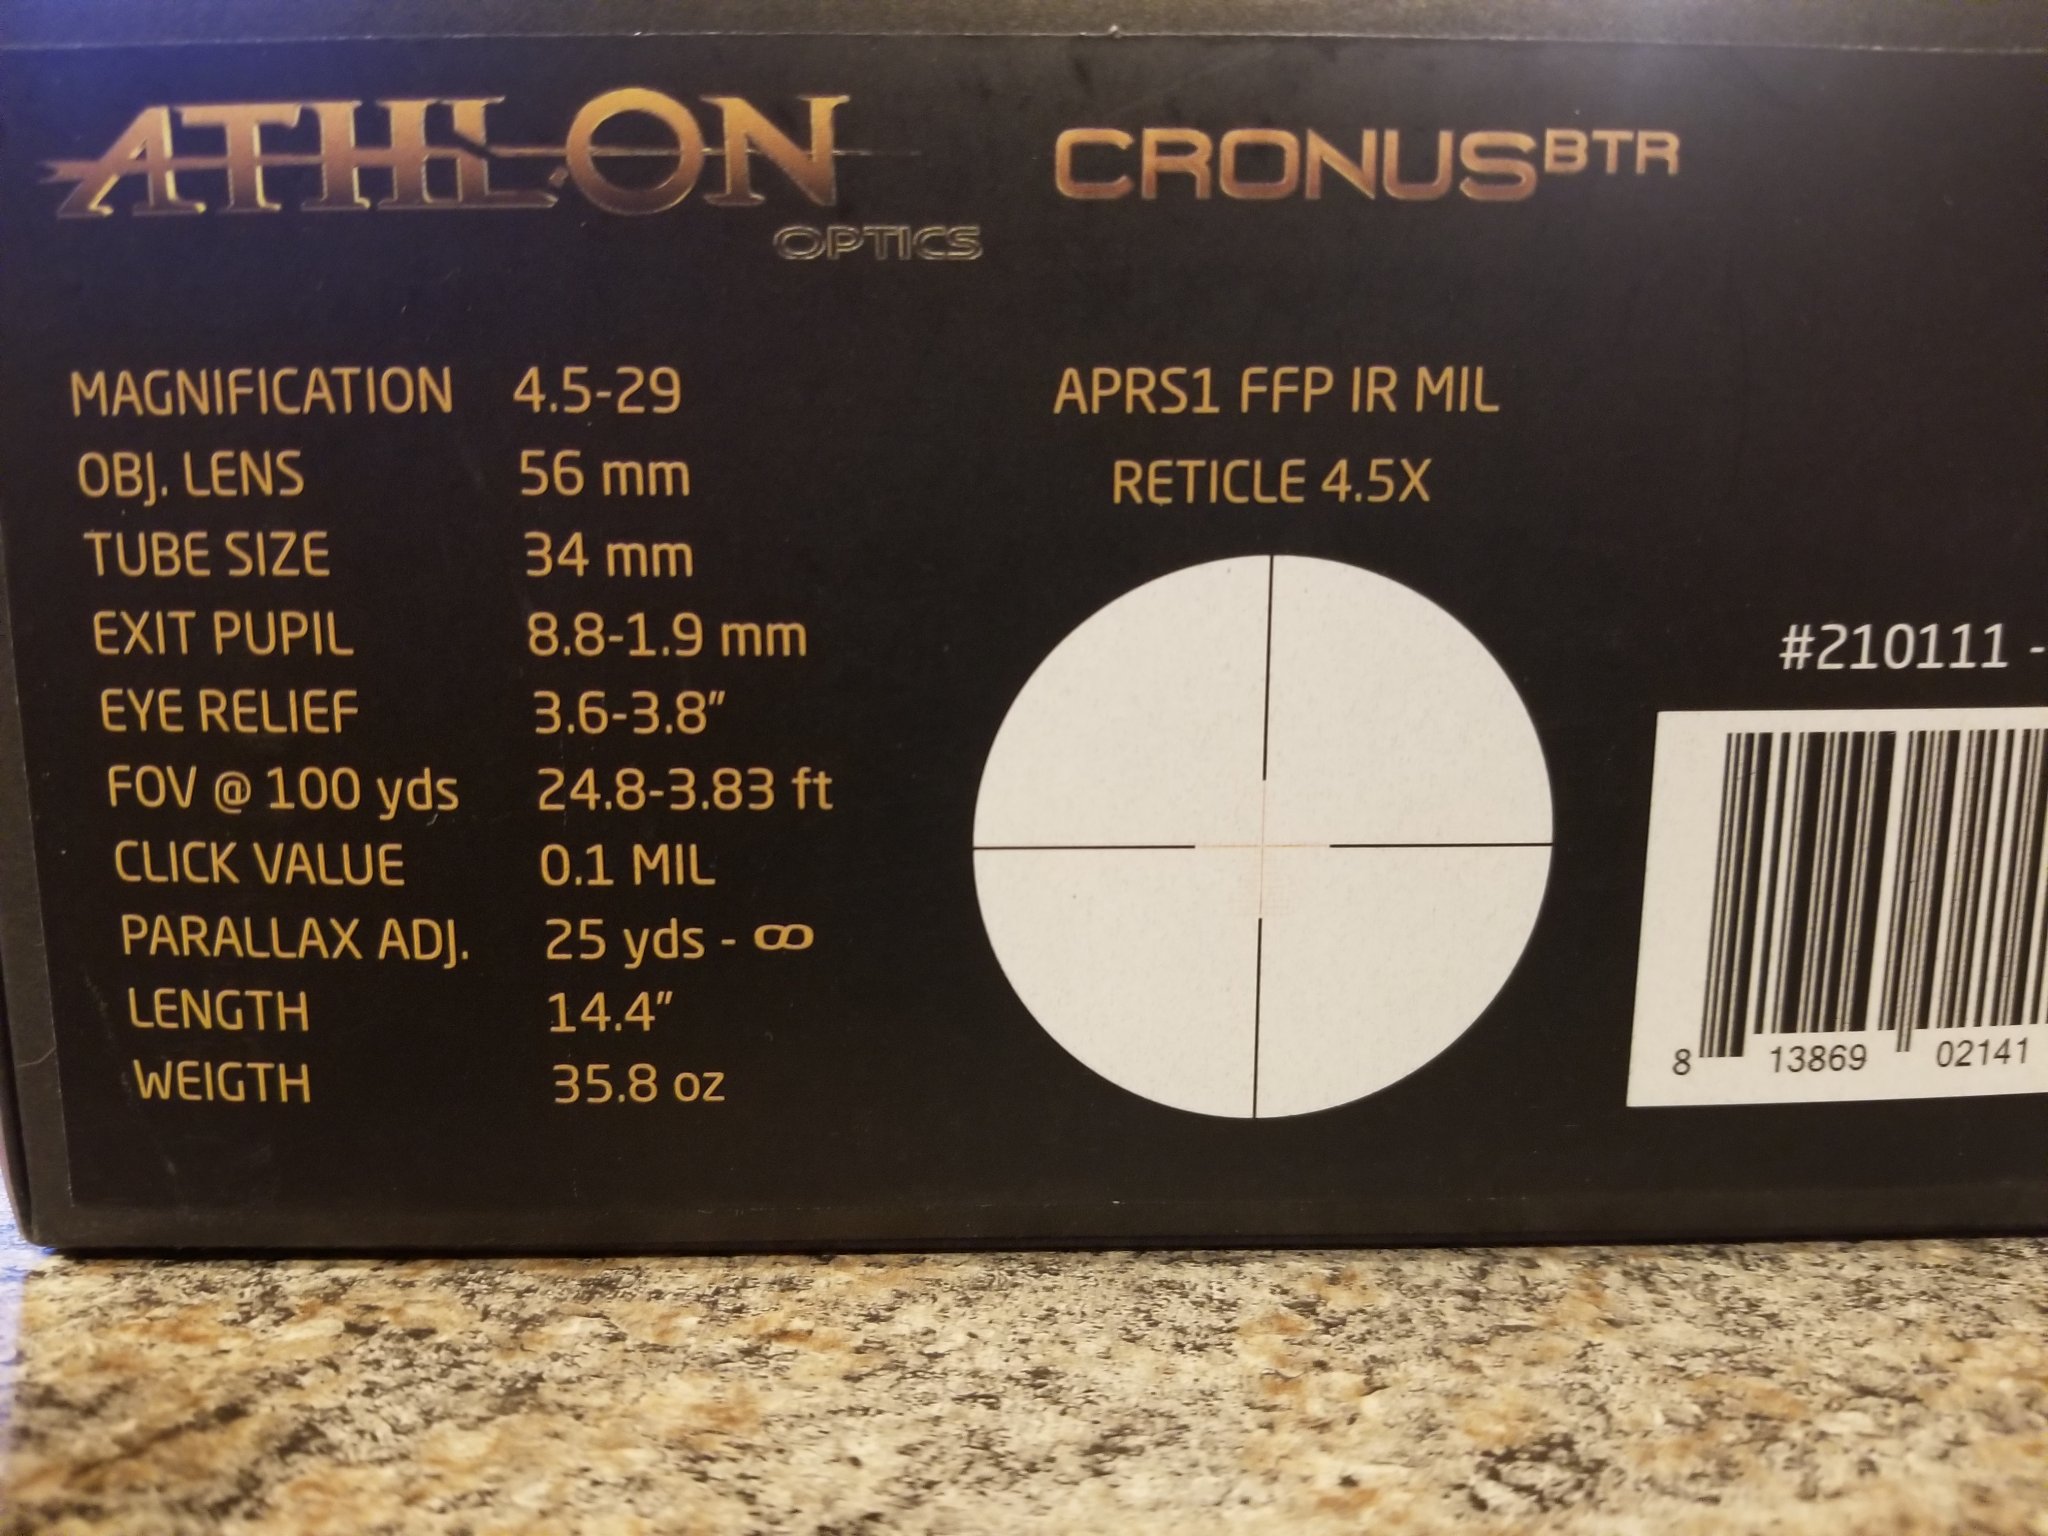 ATHLON
OPTICS
CRONUS BTR
MAGNIFICATION 4.5-29
OBJ. LENS 56 mm
TUBE SIZE 34 mm
EXIT PUPIL 8.8-1.9 mm
EYE RELIEF 3.6-3.8"
FOV @ 100 yds 24.8-3.83 ft
CLICK VALUE 0.1 MIL
PARALLAX ADJ. 25 yds - ∞
LENGTH 14.4"
WEIGTH 35.8 oz
APRS1 FFP IR MIL
RETICLE 4.5X
#210111 -
8 13869 02141